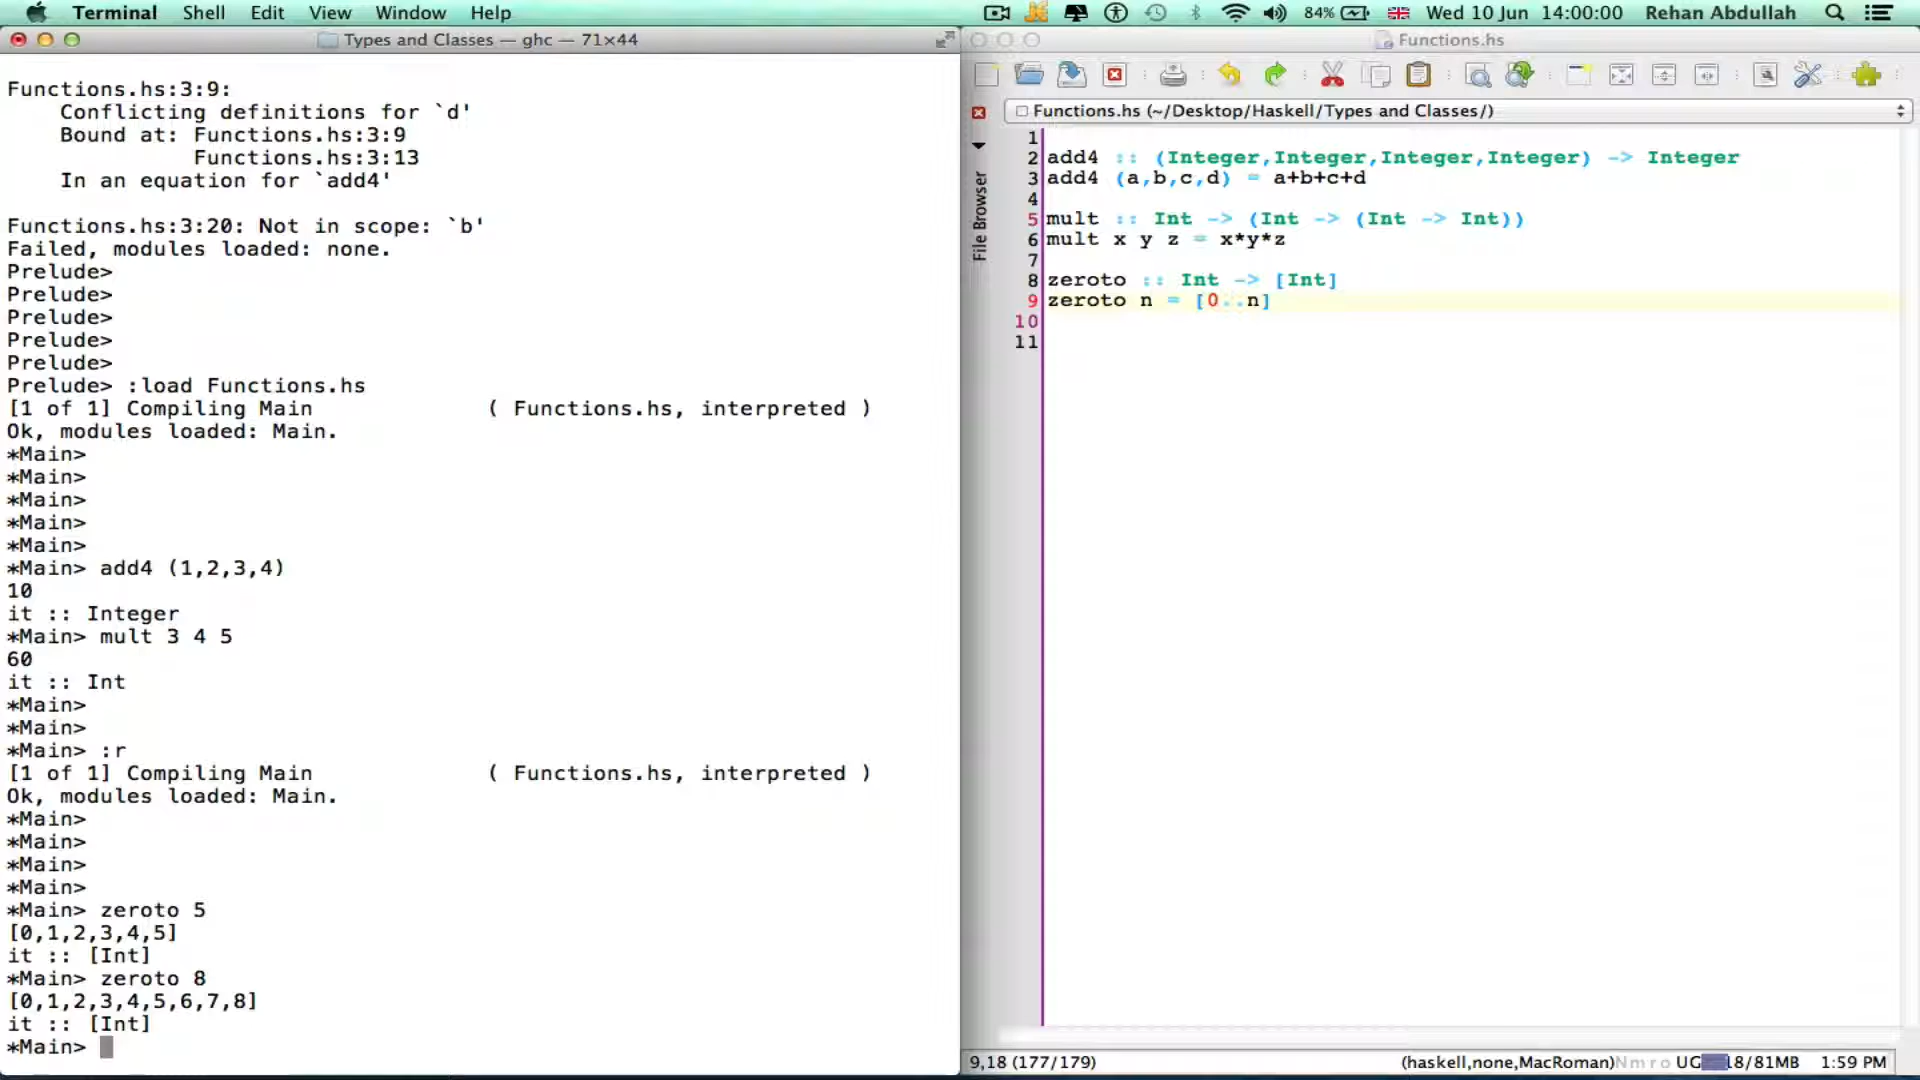 Terminal Shell Edit View Window Help 84% Wed 10 Jun 14:00:00 Rehan Abdullah
Types and Classes — ghc — 71×44
Functions.hs:3:9:
    Conflicting definitions for `d'
    Bound at: Functions.hs:3:9
              Functions.hs:3:13
    In an equation for `add4'
Functions.hs:3:20: Not in scope: `b'
Failed, modules loaded: none.
Prelude>
Prelude>
Prelude>
Prelude>
Prelude>
Prelude> :load Functions.hs
[1 of 1] Compiling Main             ( Functions.hs, interpreted )
Ok, modules loaded: Main.
*Main>
*Main>
*Main>
*Main>
*Main>
*Main> add4 (1,2,3,4)
10
it :: Integer
*Main> mult 3 4 5
60
it :: Int
*Main>
*Main>
*Main> :r
[1 of 1] Compiling Main             ( Functions.hs, interpreted )
Ok, modules loaded: Main.
*Main>
*Main>
*Main>
*Main>
*Main> zeroto 5
[0,1,2,3,4,5]
it :: [Int]
*Main> zeroto 8
[0,1,2,3,4,5,6,7,8]
it :: [Int]
*Main>
Functions.hs
Functions.hs (~/Desktop/Haskell/Types and Classes/)
File Browser
1
2 add4 :: (Integer,Integer,Integer,Integer) -> Integer
3 add4 (a,b,c,d) = a+b+c+d
4
5 mult :: Int -> (Int -> (Int -> Int))
6 mult x y z = x*y*z
7
8 zeroto :: Int -> [Int]
9 zeroto n = [0..n]
10
11
9,18 (177/179) (haskell,none,MacRoman) N m r o UG 18/81MB 1:59 PM